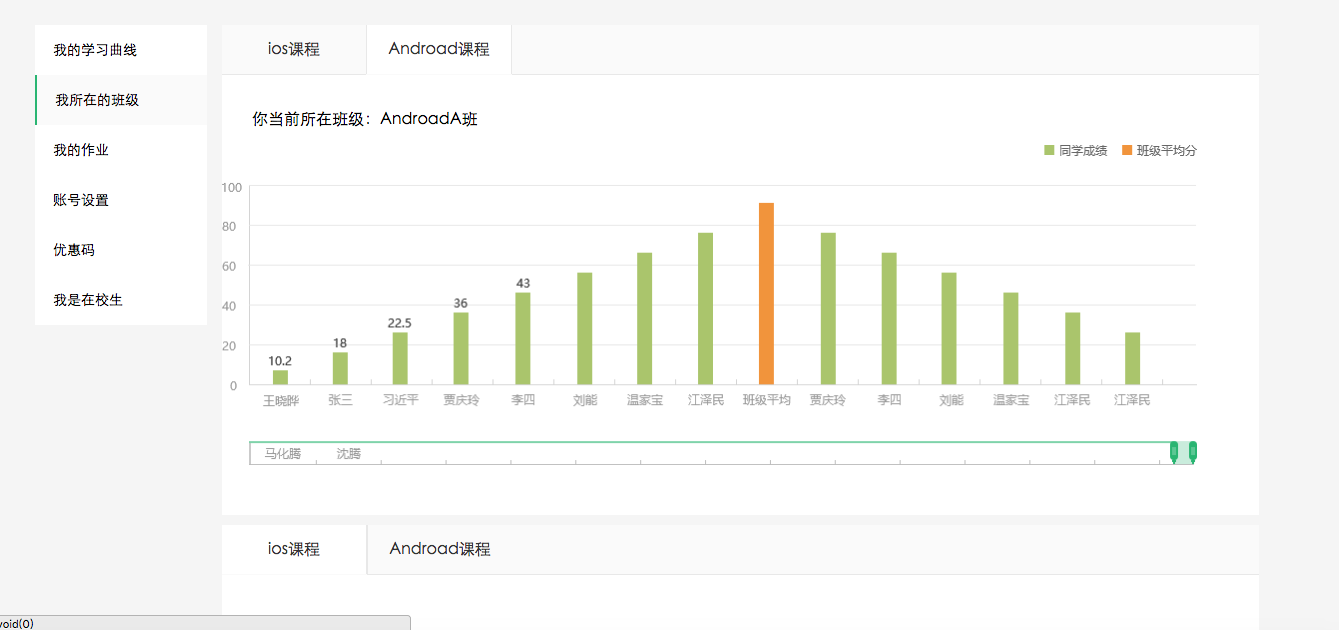 我的学习曲线
我所在的班级
我的作业
账号设置
优惠码
我是在校生
ios课程 Androad课程
你当前所在班级：AndroadA班
同学成绩 班级平均分
100
80
60
40
20
0
10.2 18 22.5 36 43
王晓晔 张三 习近平 贾庆玲 李四 刘能 温家宝 江泽民 班级平均 贾庆玲 李四 刘能 温家宝 江泽民 江泽民
马化腾 沈腾
ios课程 Androad课程
void(0)